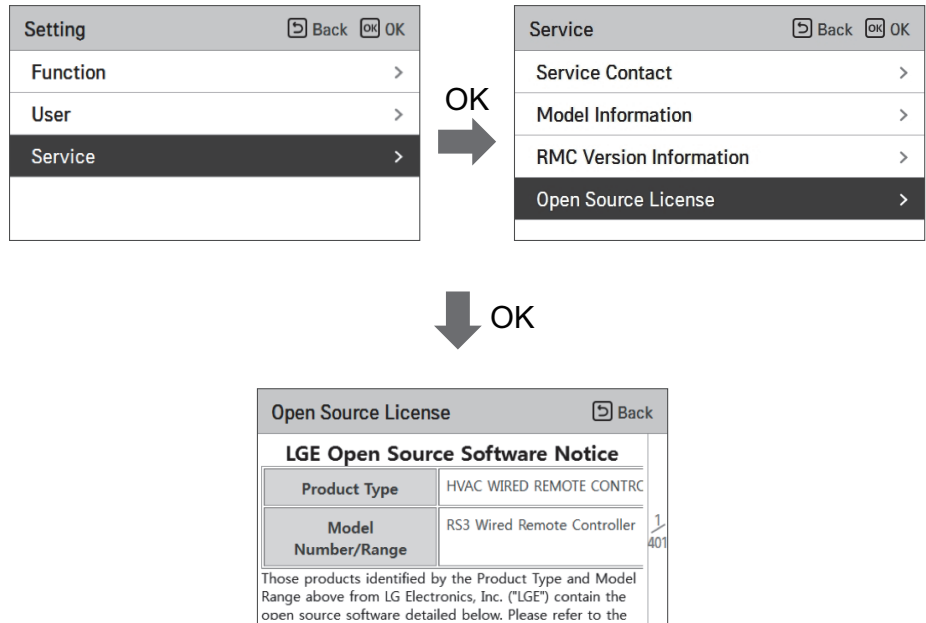 Setting Back OK OK
Function >
User >
Service >
OK
Service Back OK OK
Service Contact >
Model Information >
RMC Version Information >
Open Source License >
OK
Open Source License Back
LGE Open Source Software Notice
Product Type HVAC WIRED REMOTE CONTRC
Model
Number/Range
RS3 Wired Remote Controller
1/401
Those products identified by the Product Type and Model
Range above from LG Electronics, Inc. ("LGE") contain the
open source software detailed below. Please refer to the